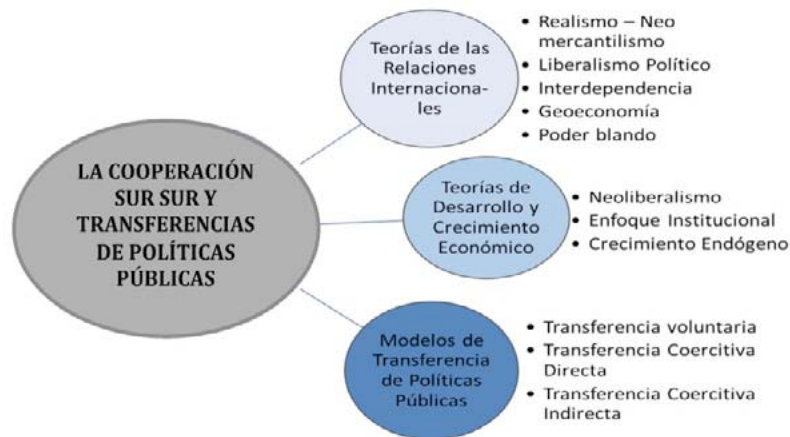 LA COOPERACIÓN
SUR SUR Y
TRANSFERENCIAS
DE POLÍTICAS
PÚBLICAS
Teorías de las
Relaciones
Internaciona-
les
• Realismo – Neo
mercantilismo
• Liberalismo Político
• Interdependencia
• Geoeconomía
• Poder blando
Teorías de
Desarrollo y
Crecimiento
Económico
• Neoliberalismo
• Enfoque Institucional
• Crecimiento Endógeno
Modelos de
Transferencia
de Políticas
Públicas
• Transferencia voluntaria
• Transferencia Coercitiva
Directa
• Transferencia Coercitiva
Indirecta